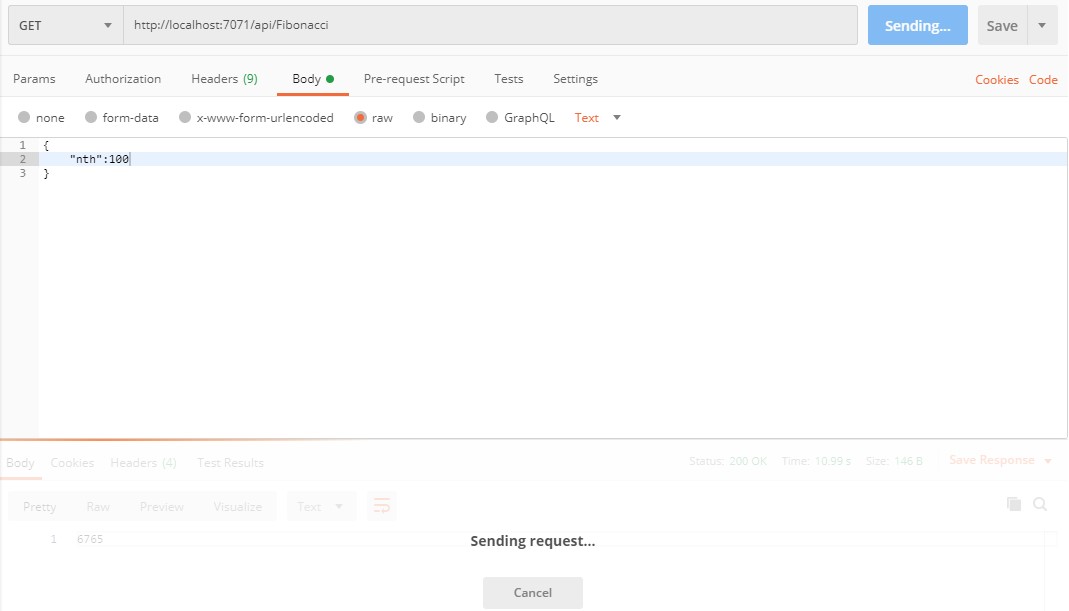 GET http://localhost:7071/api/Fibonacci Sending... Save
Params Authorization Headers (9) Body Pre-request Script Tests Settings Cookies Code
none form-data x-www-form-urlencoded raw binary GraphQL Text
1 {
2 "nth":100
3 }
Body Cookies Headers (4) Test Results Status: 200 OK Time: 10.99 s Size: 146 B Save Response
Pretty Raw Preview Visualize Text
1 6765
Sending request...
Cancel